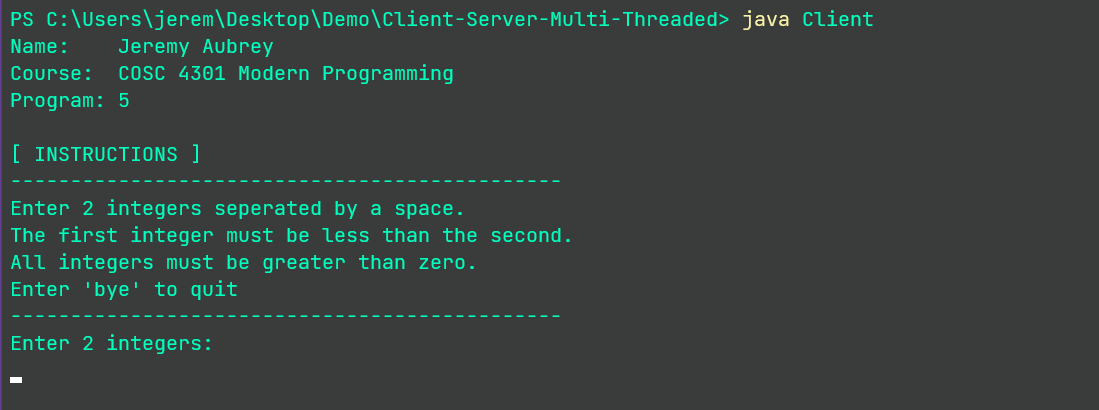 PS C:\Users\jerem\Desktop\Demo\Client-Server-Multi-Threaded> java Client
Name:    Jeremy Aubrey
Course:  COSC 4301 Modern Programming
Program: 5
[ INSTRUCTIONS ]
----------------------------------------------
Enter 2 integers seperated by a space.
The first integer must be less than the second.
All integers must be greater than zero.
Enter 'bye' to quit
----------------------------------------------
Enter 2 integers: